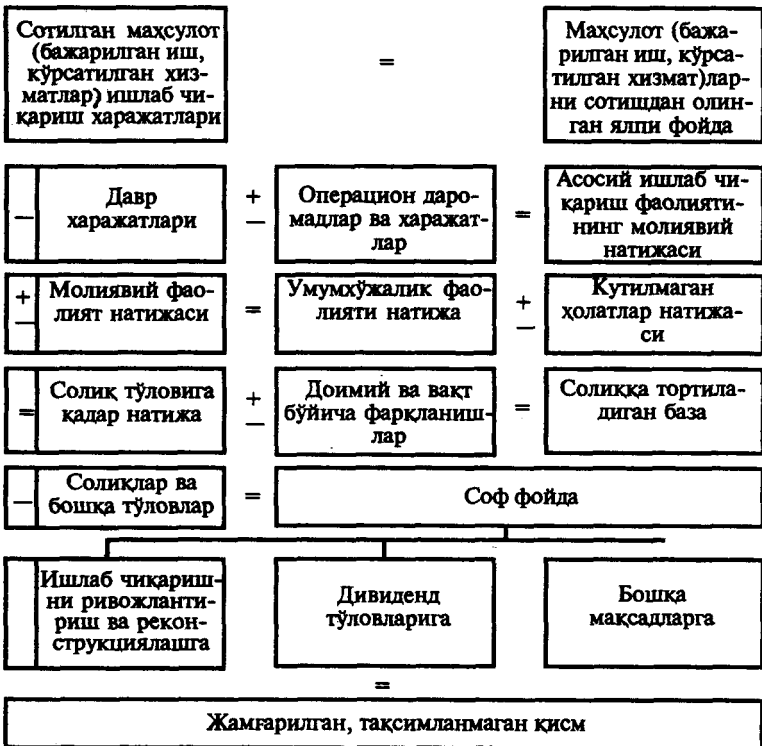 Сотилган маҳсулот
(бажарилган иш,
кўрсатилган хиз-
матлар) ишлаб чи-
қариш харажатлари
=
Маҳсулот (бажа-
рилган иш, кўрса-
тилган хизмат)лар-
ни сотишдан олин-
ган ялпи фойда
—
Давр
харажатлари
+
—
Операцион даро-
мадлар ва харажат-
лар
=
Асосий ишлаб чи-
қариш фаолияти-
нинг молиявий
натижаси
+
—
Молиявий фао-
лият натижаси
=
Умумхўжалик фао-
лияти натижа
+
—
Кутилмаган
ҳолатлар натижа-
си
=
Солиқ тўловига
қадар натижа
+
—
Доимий ва вақт
бўйича фарқланиш-
лар
=
Солиққа тортила-
диган база
—
Солиқлар ва
бошқа тўловлар
=
Соф фойда
Ишлаб чиқариш-
ни ривожланти-
риш ва рекон-
струкциялашга
Дивиденд
тўловларига
Бошқа
мақсадларга
=
Жамғарилган, тақсимланмаган қисм